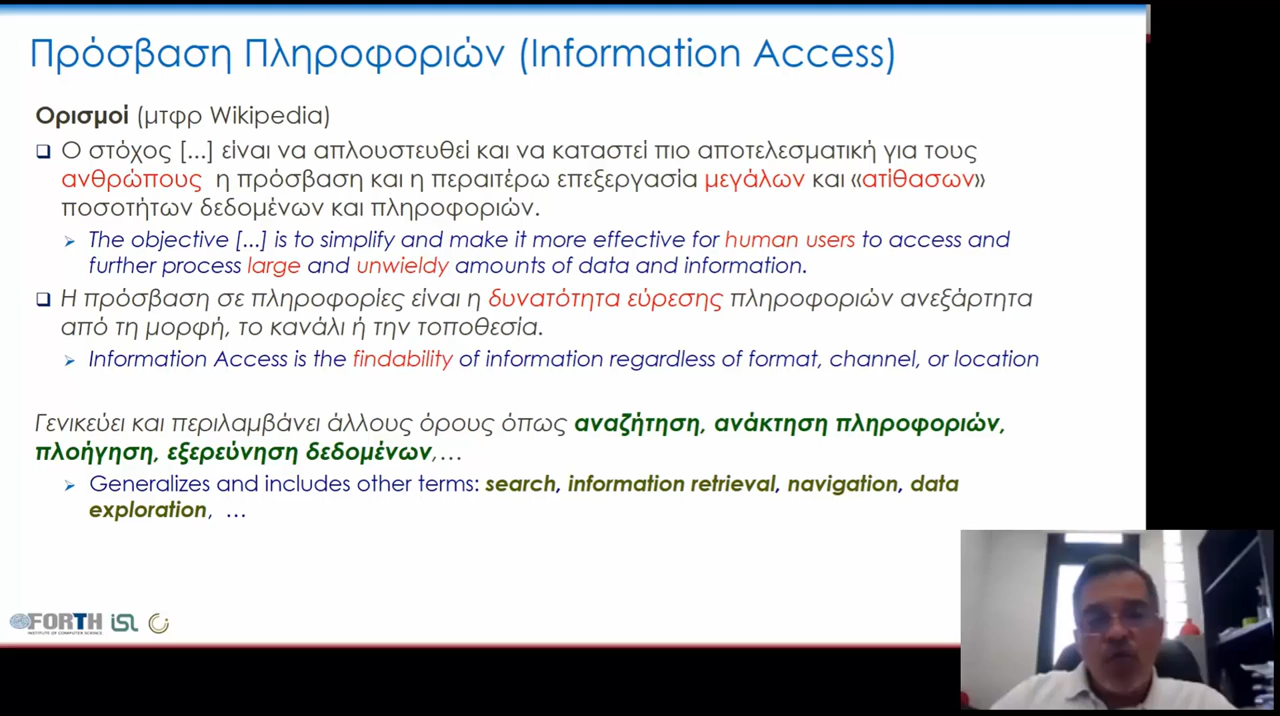 Πρόσβαση Πληροφοριών (Information Access)
Ορισμοί (μτφρ Wikipedia)
Ο στόχος [...] είναι να απλουστευθεί και να καταστεί πιο αποτελεσματική για τους
ανθρώπους η πρόσβαση και η περαιτέρω επεξεργασία μεγάλων και «ατίθασων»
ποσοτήτων δεδομένων και πληροφοριών.
The objective [...] is to simplify and make it more effective for human users to access and
further process large and unwieldy amounts of data and information.
Η πρόσβαση σε πληροφορίες είναι η δυνατότητα εύρεσης πληροφοριών ανεξάρτητα
από τη μορφή, το κανάλι ή την τοποθεσία.
Information Access is the findability of information regardless of format, channel, or location
Γενικεύει και περιλαμβάνει άλλους όρους όπως αναζήτηση, ανάκτηση πληροφοριών,
πλοήγηση, εξερεύνηση δεδομένων,…
Generalizes and includes other terms: search, information retrieval, navigation, data
exploration, …
FORTH
INSTITUTE OF COMPUTER SCIENCE
iSL